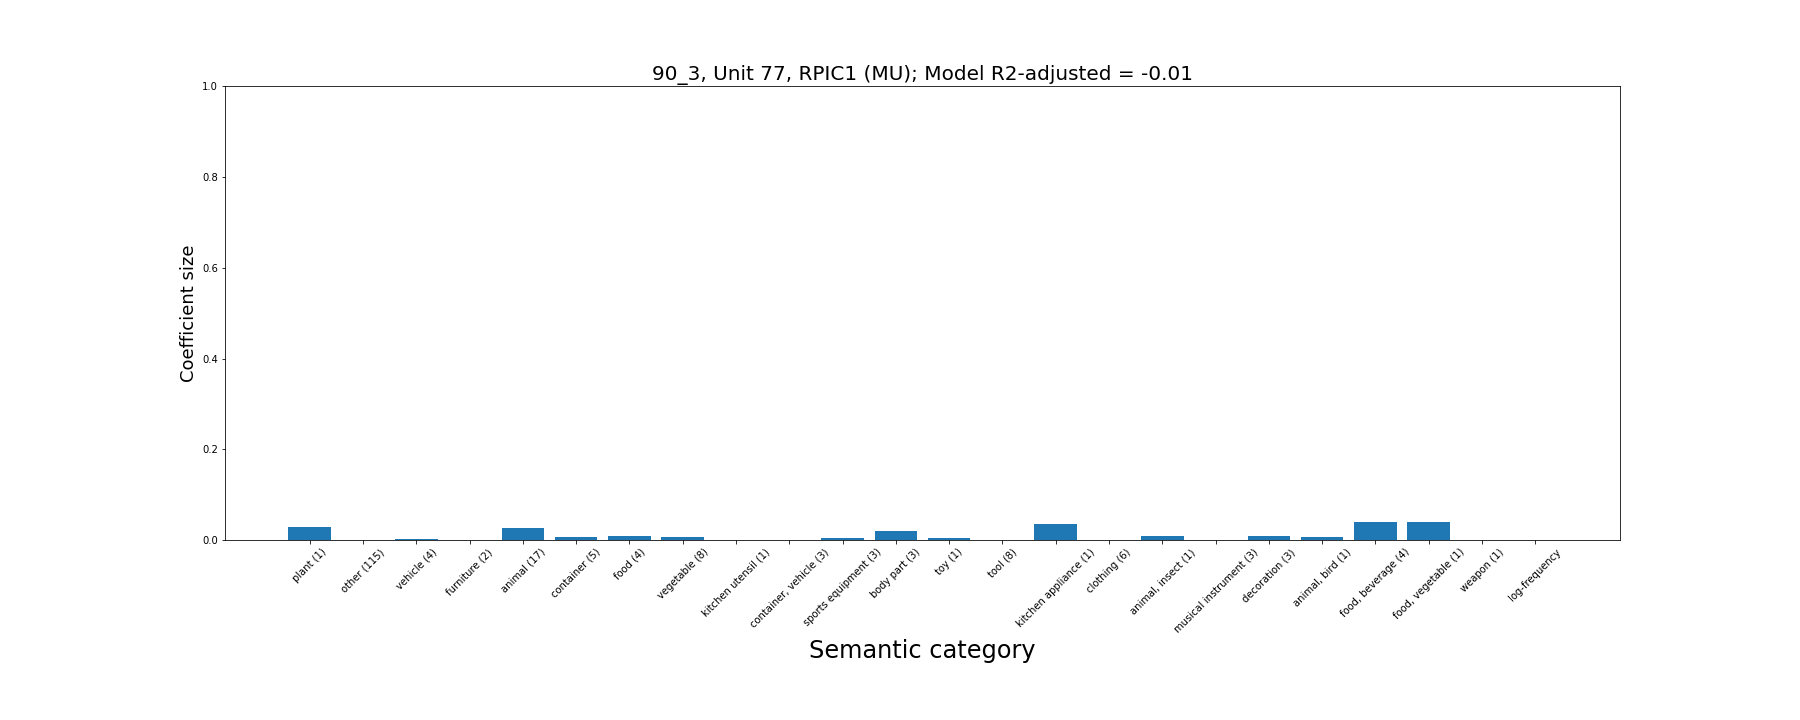 90_3, Unit 77, RPIC1 (MU); Model R2-adjusted = -0.01
1.0
0.8
0.6
0.4
0.2
0.0
Coefficient size
plant (1)
other (115)
vehicle (4)
furniture (2)
animal (17)
container (5)
food (4)
vegetable (8)
kitchen utensil (1)
container, vehicle (3)
sports equipment (3)
body part (3)
toy (1)
tool (8)
kitchen appliance (1)
clothing (6)
animal, insect (1)
musical instrument (3)
decoration (3)
animal, bird (1)
food, beverage (4)
food, vegetable (1)
weapon (1)
log-frequency
Semantic category